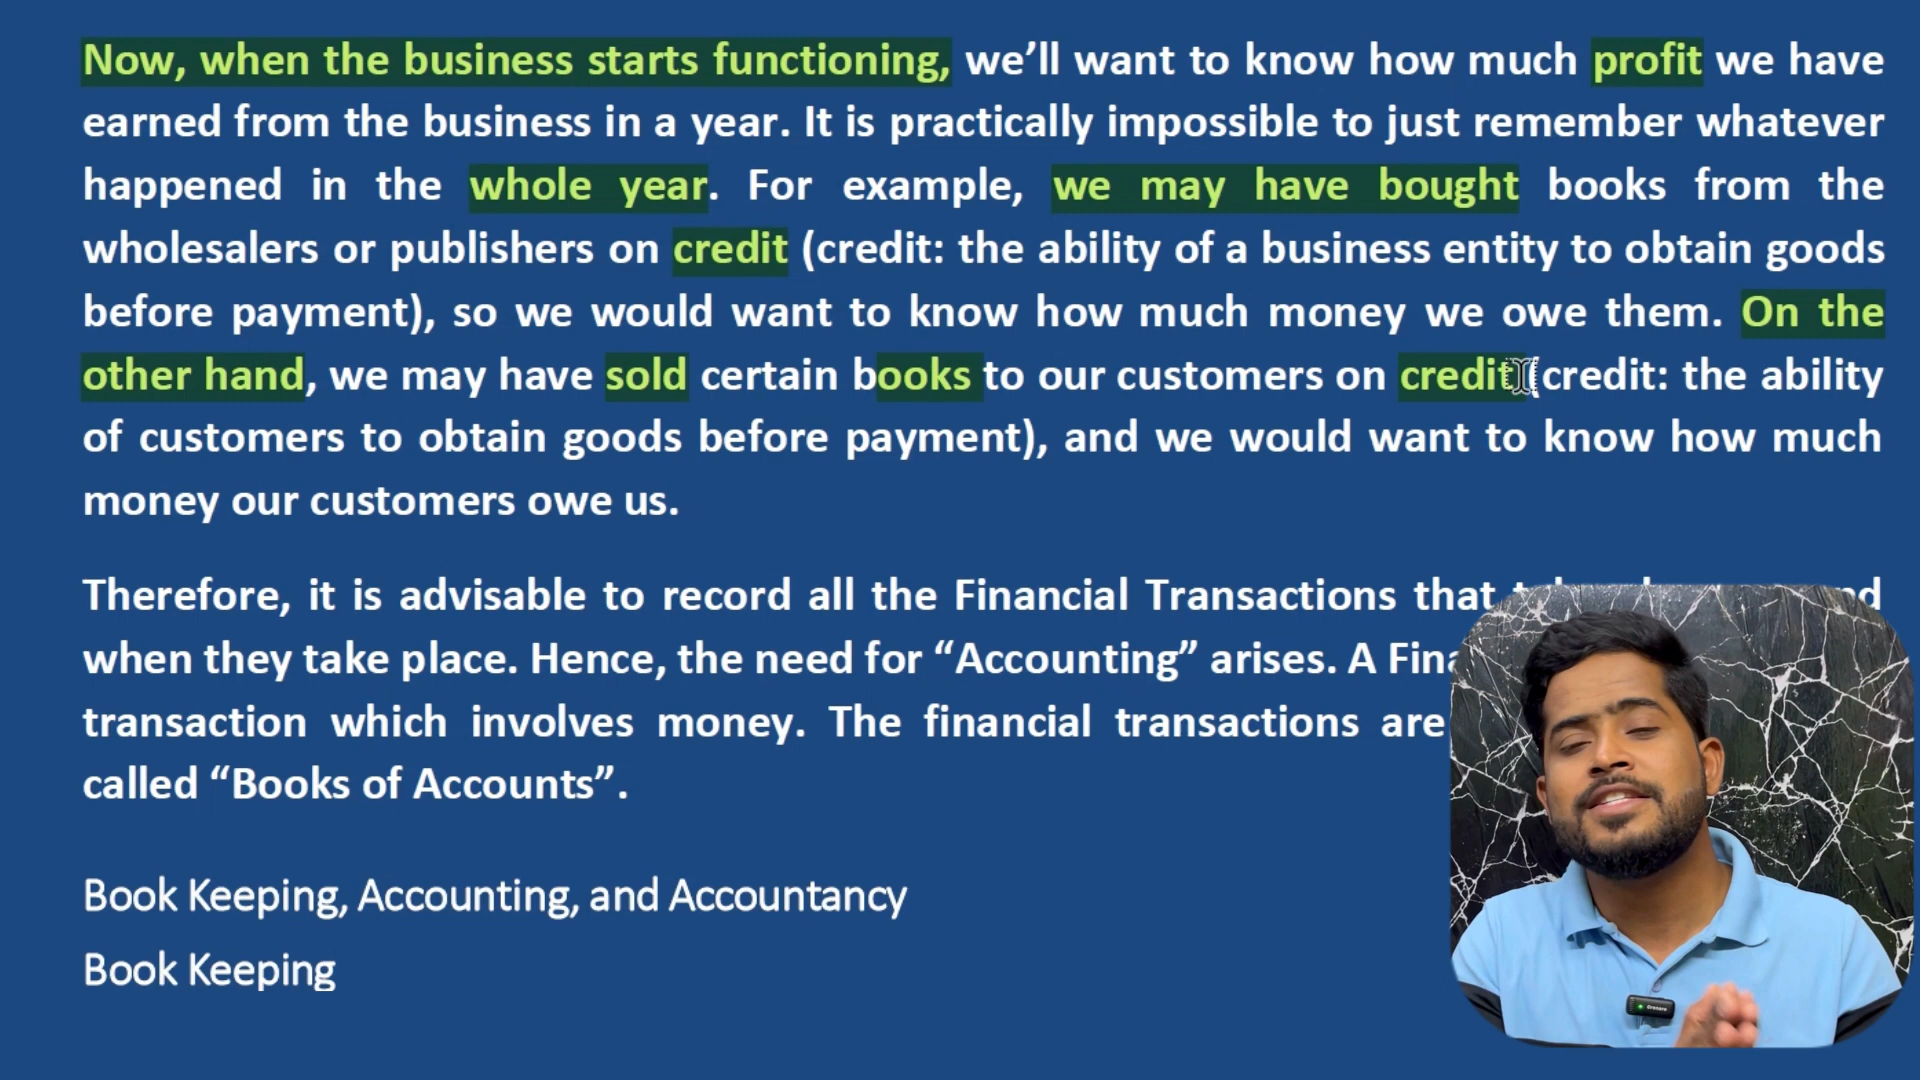 Now, when the business starts functioning, we’ll want to know how much profit we have
earned from the business in a year. It is practically impossible to just remember whatever
happened in the whole year. For example, we may have bought books from the
wholesalers or publishers on credit (credit: the ability of a business entity to obtain goods
before payment), so we would want to know how much money we owe them. On the
other hand, we may have sold certain books to our customers on credit (credit: the ability
of customers to obtain goods before payment), and we would want to know how much
money our customers owe us.
Therefore, it is advisable to record all the Financial Transactions that
when they take place. Hence, the need for “Accounting” arises. A
transaction which involves money. The financial transactions are
called “Books of Accounts”.
Book Keeping, Accounting, and Accountancy
Book Keeping